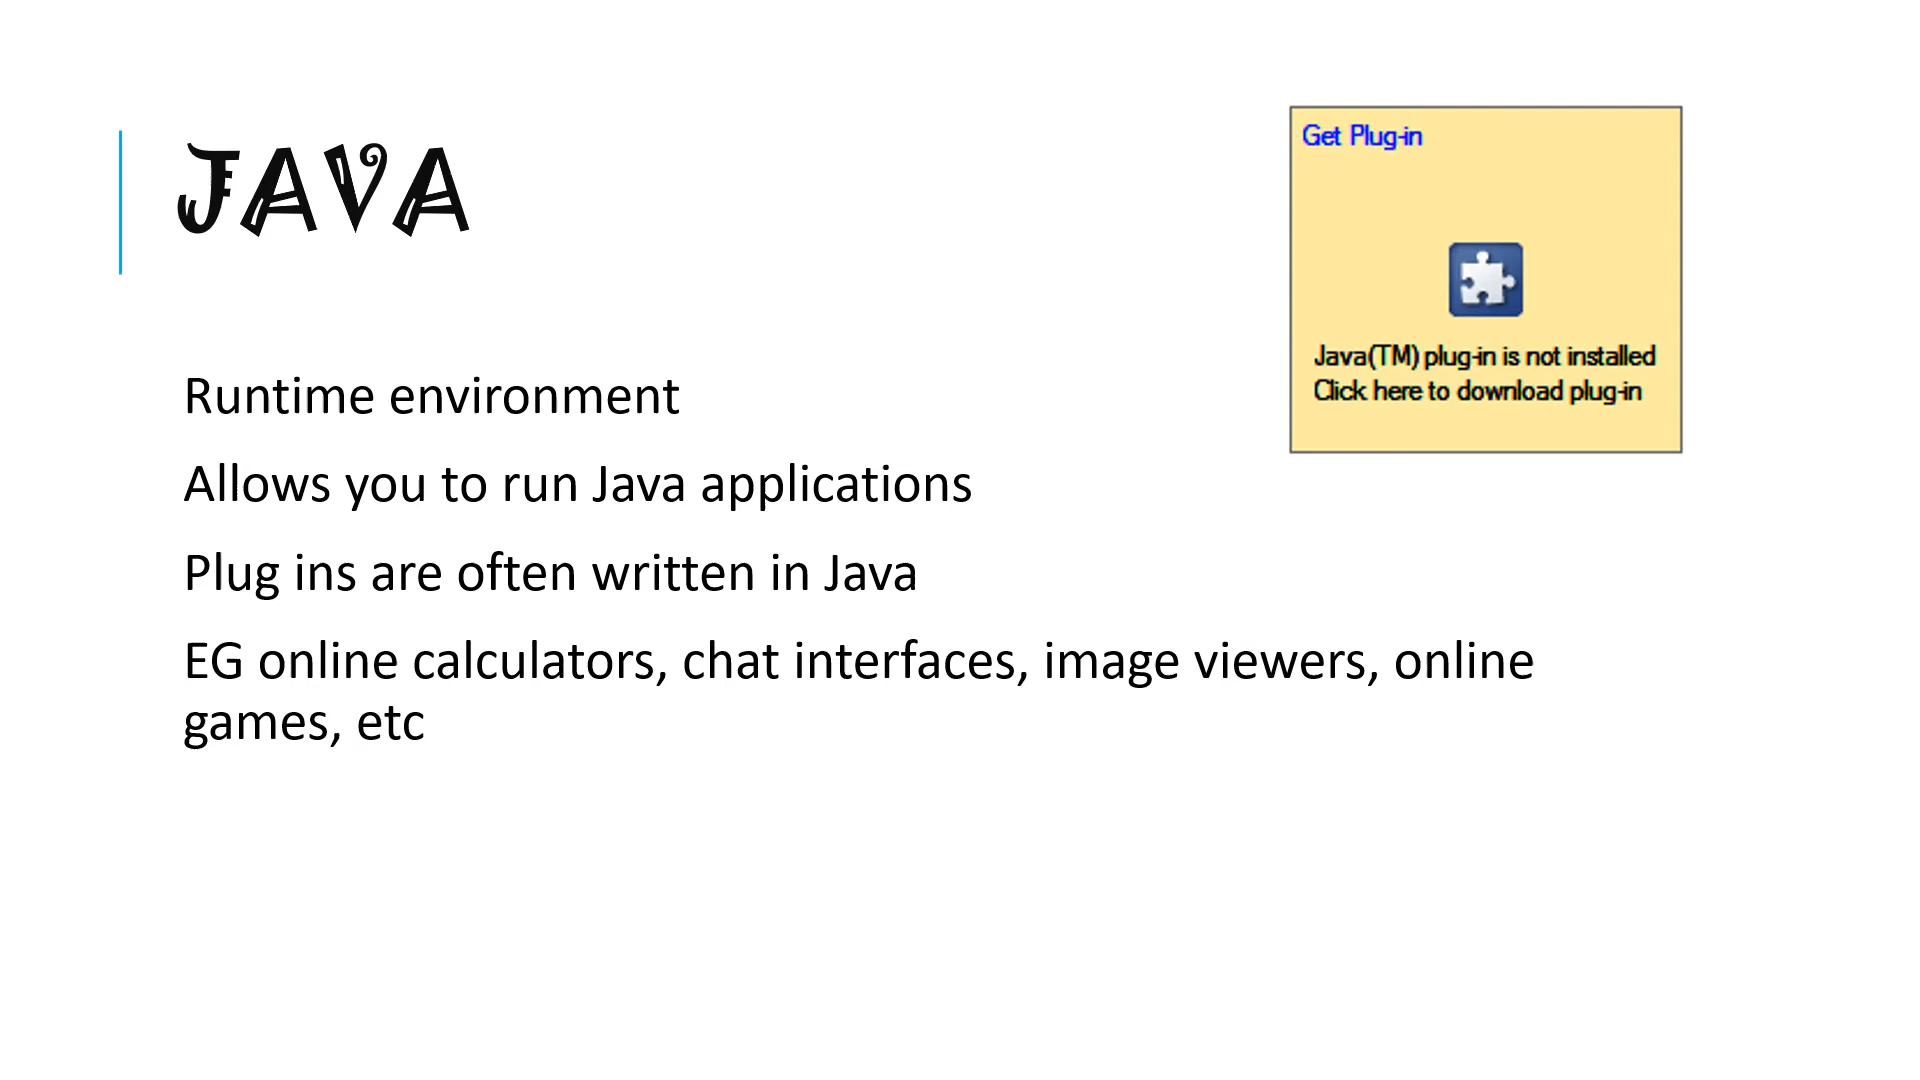 JAVA
Get Plug-in
Java(TM) plug-in is not installed
Click here to download plug-in
Runtime environment
Allows you to run Java applications
Plug ins are often written in Java
EG online calculators, chat interfaces, image viewers, online
games, etc